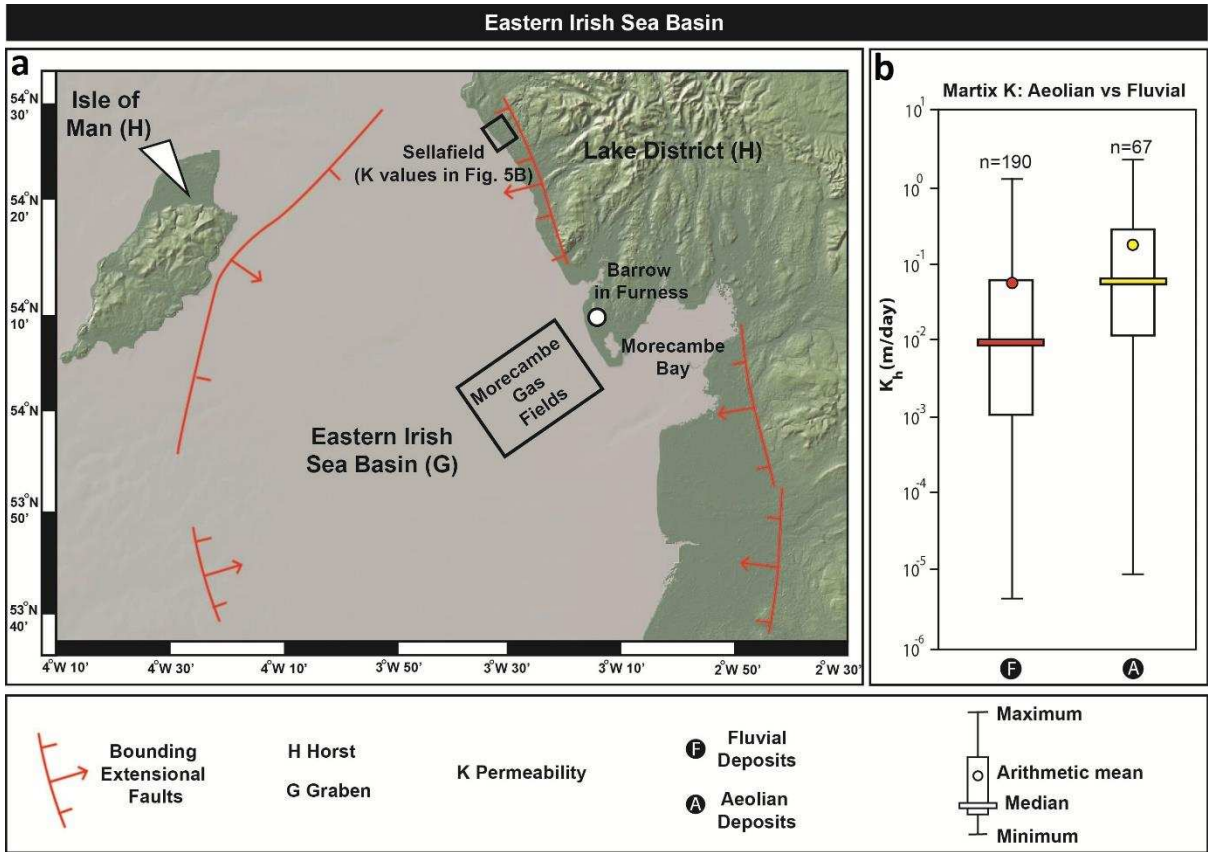 Eastern Irish Sea Basin
a
54°N
30'
54°N
20'
54°N
10'
54°N
53°N
50'
53°N
40'
Isle of
Man (H)
Sellafield
(K values in Fig. 5B)
Lake District (H)
Barrow
in Furness
Morecambe
Bay
Morecambe
Gas
Fields
Eastern Irish
Sea Basin (G)
4°W 10'
4°W 30'
4°W 10'
3°W 50'
3°W 30'
3°W 10'
2°W 50'
2°W 30'
b
Martix K: Aeolian vs Fluvial
K_h (m/day)
10^1
10^0
10^-1
10^-2
10^-3
10^-4
10^-5
10^-6
n=190
n=67
F
A
Bounding
Extensional
Faults
H Horst
G Graben
K Permeability
F Fluvial
Deposits
A Aeolian
Deposits
Maximum
Arithmetic mean
Median
Minimum